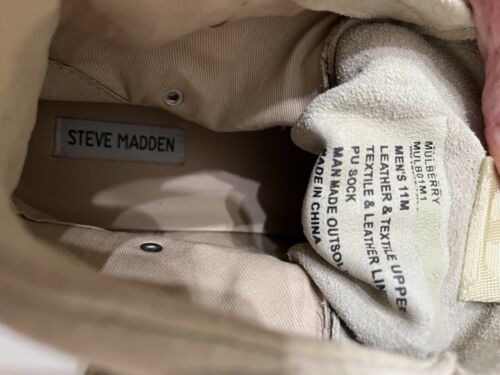 STEVE MADDEN
MULBERRY
MULB01M1
MEN'S 11M
LEATHER & TEXTILE UPPER
TEXTILE & LEATHER LIN
PU SOCK
MAN MADE OUTSO
MADE IN CHINA